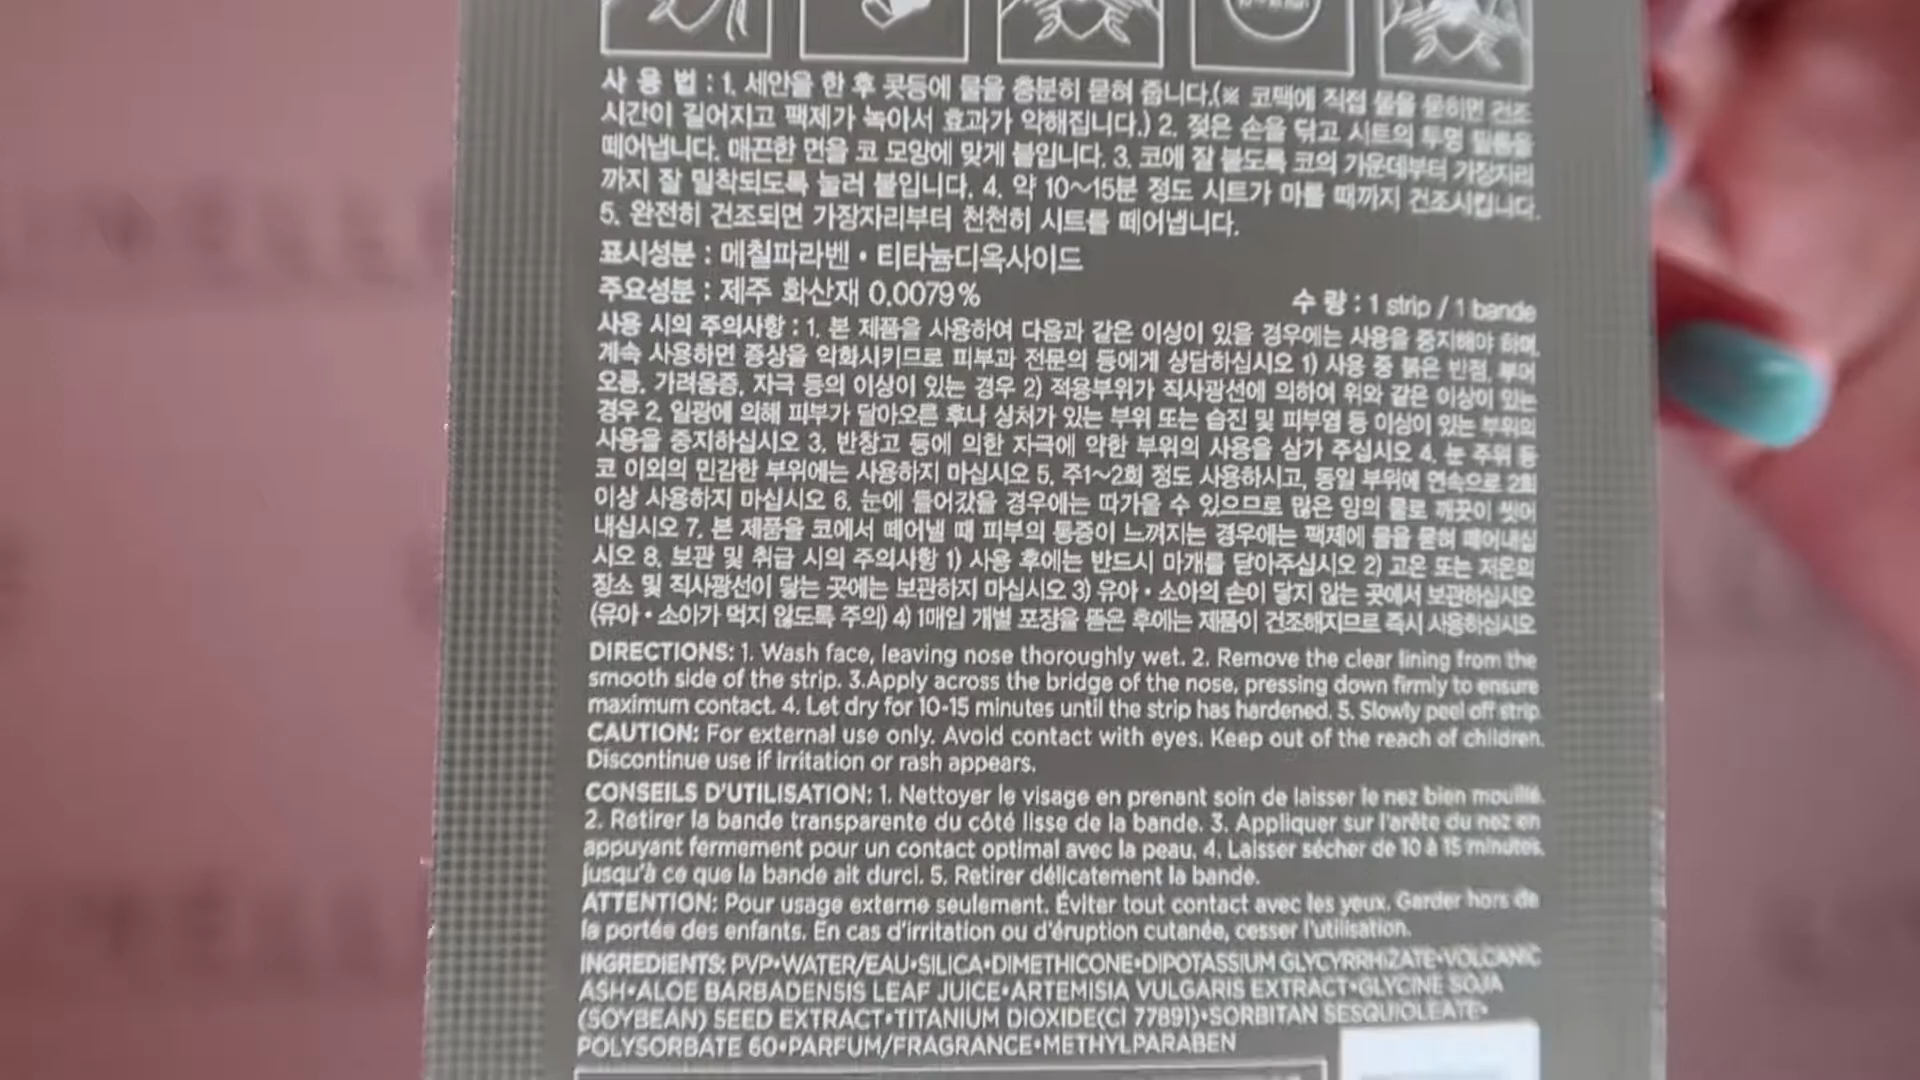 사 용 법 : 1. 세안을 한 후 콧등에 물을 충분히 묻혀 줍니다.(※ 코팩에 직접 물을 묻히면 건조
시간이 길어지고 팩제가 녹아서 효과가 약해집니다.) 2. 젖은 손을 닦고 시트의 투명 필름을
떼어냅니다. 매끈한 면을 코 모양에 맞게 붙입니다. 3. 코에 잘 붙도록 코의 가운데부터 가장자리
까지 잘 밀착되도록 눌러 붙입니다. 4. 약 10~15분 정도 시트가 마를 때까지 건조시킵니다.
5. 완전히 건조되면 가장자리부터 천천히 시트를 떼어냅니다.
표시성분 : 메칠파라벤 • 티타늄디옥사이드
주요성분 : 제주 화산재 0.0079% 수 량 : 1 strip / 1 bande
사용 시의 주의사항 : 1. 본 제품을 사용하여 다음과 같은 이상이 있을 경우에는 사용을 중지해야 하며,
계속 사용하면 증상을 악화시키므로 피부과 전문의 등에게 상담하십시오 1) 사용 중 붉은 반점, 부어
오름, 가려움증, 자극 등의 이상이 있는 경우 2) 적용부위가 직사광선에 의하여 위와 같은 이상이 있는
경우 2. 일광에 의해 피부가 달아오른 후나 상처가 있는 부위 또는 습진 및 피부염 등 이상이 있는 부위의
사용을 중지하십시오 3. 반창고 등에 의한 자극에 약한 부위의 사용을 삼가 주십시오 4. 눈 주위 등
코 이외의 민감한 부위에는 사용하지 마십시오 5. 주1~2회 정도 사용하시고, 동일 부위에 연속으로 2회
이상 사용하지 마십시오 6. 눈에 들어갔을 경우에는 따가울 수 있으므로 많은 양의 물로 깨끗이 씻어
내십시오 7. 본 제품을 코에서 떼어낼 때 피부의 통증이 느껴지는 경우에는 팩제에 물을 묻혀 떼어내십
시오 8. 보관 및 취급 시의 주의사항 1) 사용 후에는 반드시 마개를 닫아주십시오 2) 고온 또는 저온의
장소 및 직사광선이 닿는 곳에는 보관하지 마십시오 3) 유아 • 소아의 손이 닿지 않는 곳에서 보관하십시오
(유아 • 소아가 먹지 않도록 주의) 4) 1매입 개별 포장을 뜯은 후에는 제품이 건조해지므로 즉시 사용하십시오
DIRECTIONS: 1. Wash face, leaving nose thoroughly wet. 2. Remove the clear lining from the
smooth side of the strip. 3.Apply across the bridge of the nose, pressing down firmly to ensure
maximum contact. 4. Let dry for 10-15 minutes until the strip has hardened. 5. Slowly peel off strip.
CAUTION: For external use only. Avoid contact with eyes. Keep out of the reach of children.
Discontinue use if irritation or rash appears.
CONSEILS D'UTILISATION: 1. Nettoyer le visage en prenant soin de laisser le nez bien mouillé.
2. Retirer la bande transparente du côté lisse de la bande. 3. Appliquer sur l'arête du nez en
appuyant fermement pour un contact optimal avec la peau. 4. Laisser sécher de 10 à 15 minutes,
jusqu'à ce que la bande ait durci. 5. Retirer délicatement la bande.
ATTENTION: Pour usage externe seulement. Éviter tout contact avec les yeux. Garder hors de
la portée des enfants. En cas d'irritation ou d'éruption cutanée, cesser l'utilisation.
INGREDIENTS: PVP•WATER/EAU•SILICA•DIMETHICONE•DIPOTASSIUM GLYCYRRHIZATE•VOLCANIC
ASH•ALOE BARBADENSIS LEAF JUICE•ARTEMISIA VULGARIS EXTRACT•GLYCINE SOJA
(SOYBEAN) SEED EXTRACT•TITANIUM DIOXIDE(CI 77891)•SORBITAN SESQUIOLEATE•
POLYSORBATE 60•PARFUM/FRAGRANCE•METHYLPARABEN